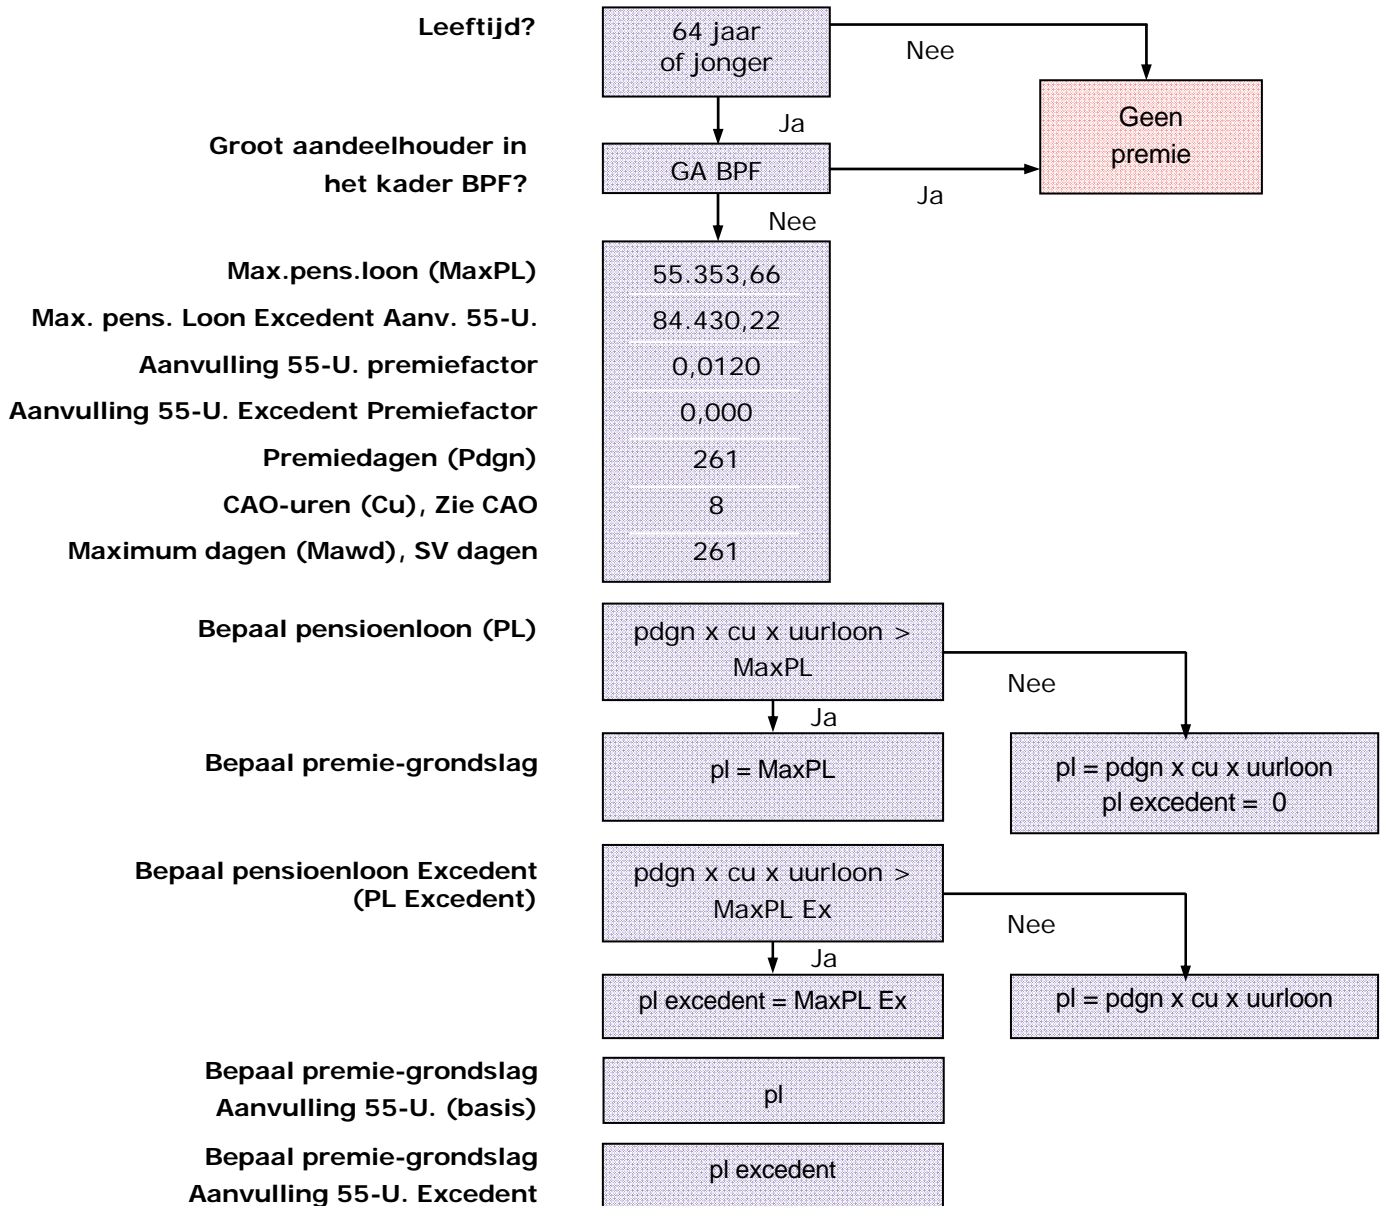 Leeftijd?
64 jaar
of jonger
Nee
Geen
premie
Ja
Groot aandeelhouder in
het kader BPF?
GA BPF
Ja
Nee
Max.pens.loon (MaxPL)
55.353,66
Max. pens. Loon Excedent Aanv. 55-U.
84.430,22
Aanvulling 55-U. premiefactor
0,0120
Aanvulling 55-U. Excedent Premiefactor
0,000
Premiedagen (Pdgn)
261
CAO-uren (Cu), Zie CAO
8
Maximum dagen (Mawd), SV dagen
261
Bepaal pensioenloon (PL)
pdgn x cu x uurloon >
MaxPL
Nee
Ja
Bepaal premie-grondslag
pl = MaxPL
pl = pdgn x cu x uurloon
pl excedent = 0
Bepaal pensioenloon Excedent
(PL Excedent)
pdgn x cu x uurloon >
MaxPL Ex
Nee
Ja
pl excedent = MaxPL Ex
pl = pdgn x cu x uurloon
Bepaal premie-grondslag
Aanvulling 55-U. (basis)
pl
Bepaal premie-grondslag
Aanvulling 55-U. Excedent
pl excedent